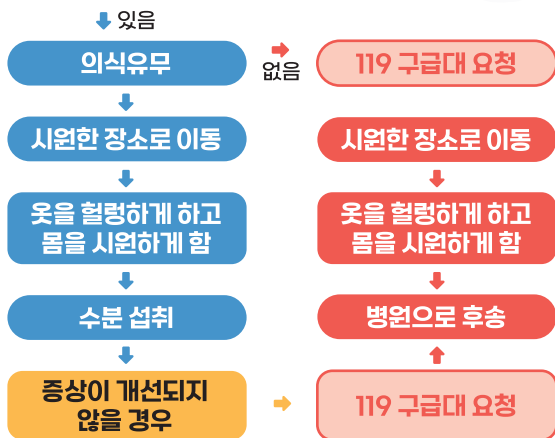 있음
의식유무
없음
119 구급대 요청
시원한 장소로 이동
시원한 장소로 이동
옷을 헐렁하게 하고
몸을 시원하게 함
옷을 헐렁하게 하고
몸을 시원하게 함
수분 섭취
병원으로 후송
증상이 개선되지
않을 경우
119 구급대 요청